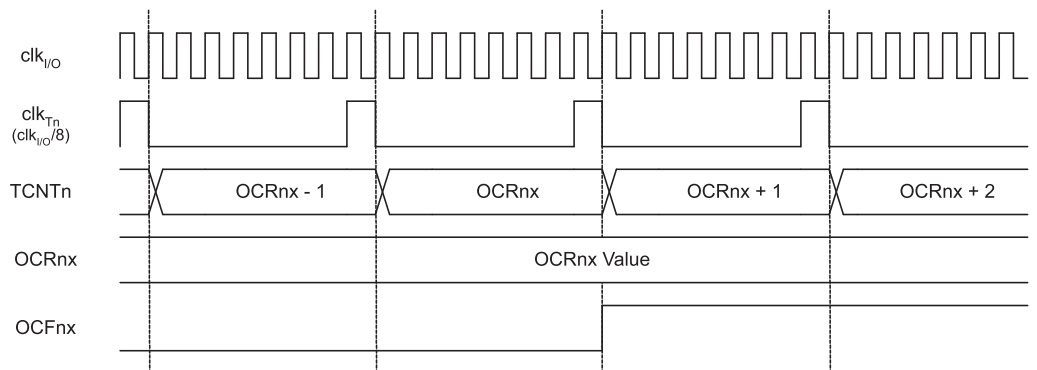 clkI/O
clkTn
(clkI/O/8)
TCNTn OCRnx - 1 OCRnx OCRnx + 1 OCRnx + 2
OCRnx OCRnx Value
OCFnx